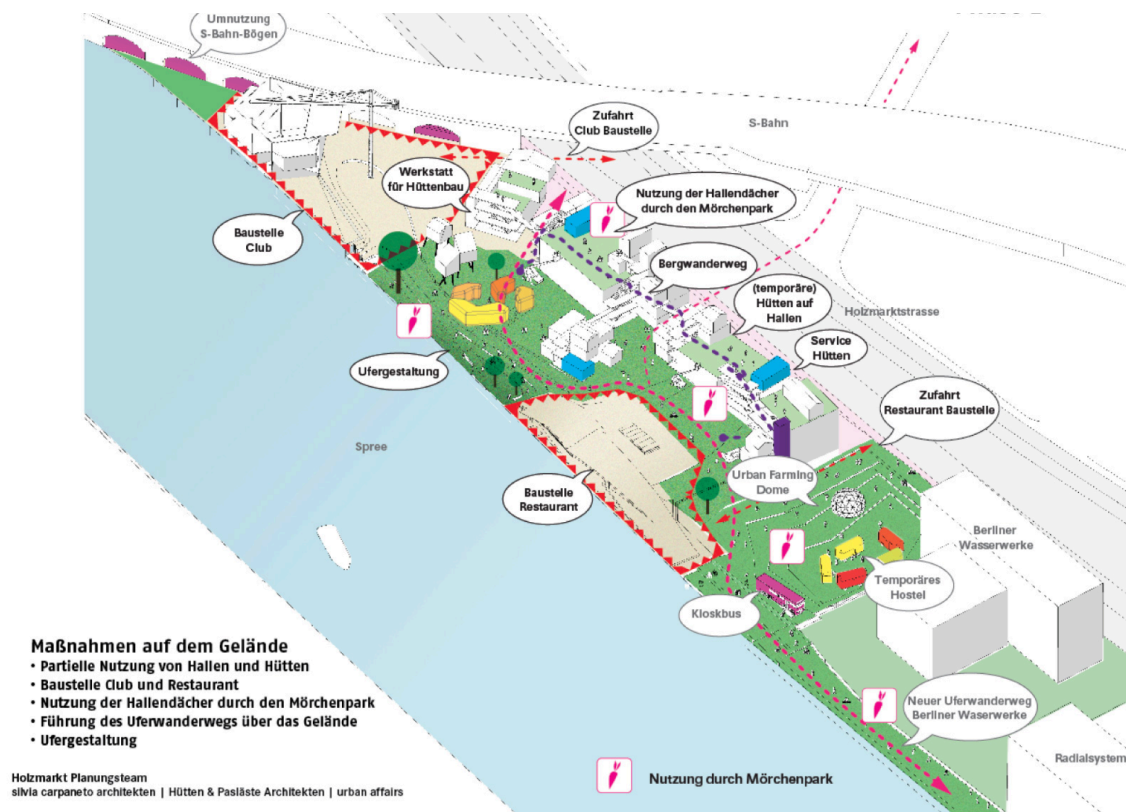 Umnutzung
S-Bahn-Bögen
S-Bahn
Zufahrt
Club Baustelle
Werkstatt
für Hüttenbau
Nutzung der Hallendächer
durch den Mörchenpark
Baustelle
Club
Bergwanderweg
(temporäre)
Hütten auf
Hallen
Holzmarktstrasse
Service
Hütten
Ufergestaltung
Zufahrt
Restaurant Baustelle
Spree
Urban Farming
Dome
Baustelle
Restaurant
Berliner
Wasserwerke
Temporäres
Hostel
Kioskbus
Neuer Uferwanderweg
Berliner Waserwerke
Radialsystem
Maßnahmen auf dem Gelände
• Partielle Nutzung von Hallen und Hütten
• Baustelle Club und Restaurant
• Nutzung der Hallendächer durch den Mörchenpark
• Führung des Uferwanderwegs über das Gelände
• Ufergestaltung
Holzmarkt Planungsteam
silvia carpaneto architekten | Hütten & Pasläste Architekten | urban affairs
Nutzung durch Mörchenpark